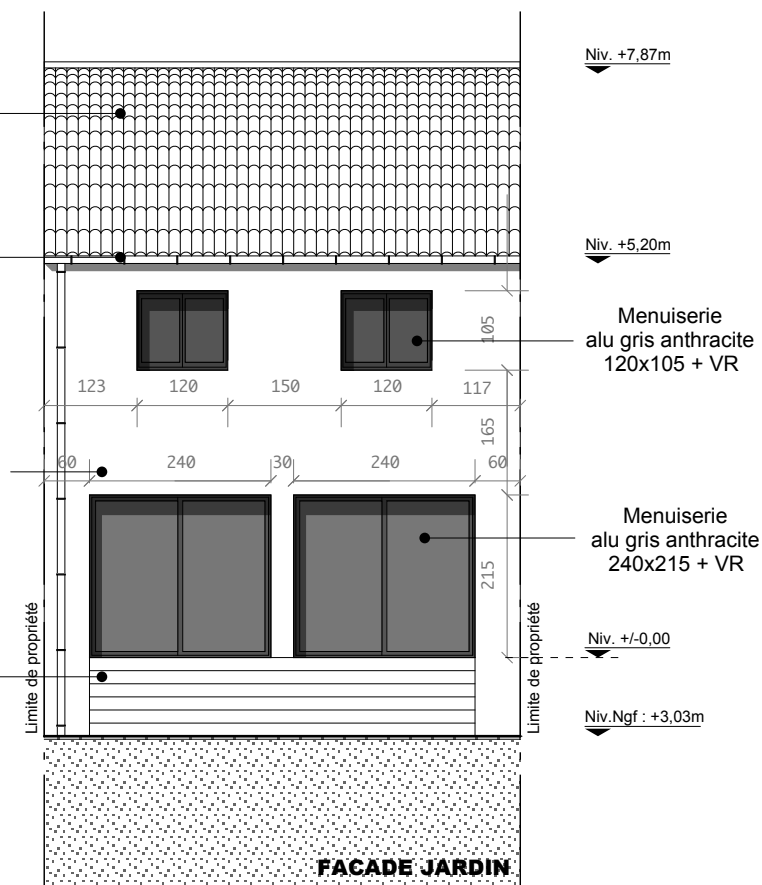 Niv. +7,87m
Niv. +5,20m
Menuiserie
alu gris anthracite
120x105 + VR
105
123 120 150 120 117
165
60 240 30 240 60
Menuiserie
alu gris anthracite
240x215 + VR
215
Limite de propriété
Limite de propriété
Niv. +/-0,00
Niv.Ngf : +3,03m
FACADE JARDIN